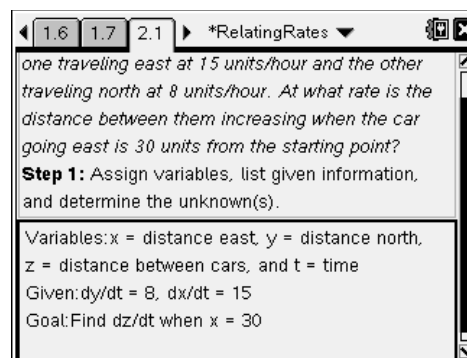 1.6 1.7 2.1 *RelatingRates
one traveling east at 15 units/hour and the other
traveling north at 8 units/hour. At what rate is the
distance between them increasing when the car
going east is 30 units from the starting point?
Step 1: Assign variables, list given information,
and determine the unknown(s).
Variables:x = distance east, y = distance north,
z = distance between cars, and t = time
Given:dy/dt = 8, dx/dt = 15
Goal:Find dz/dt when x = 30